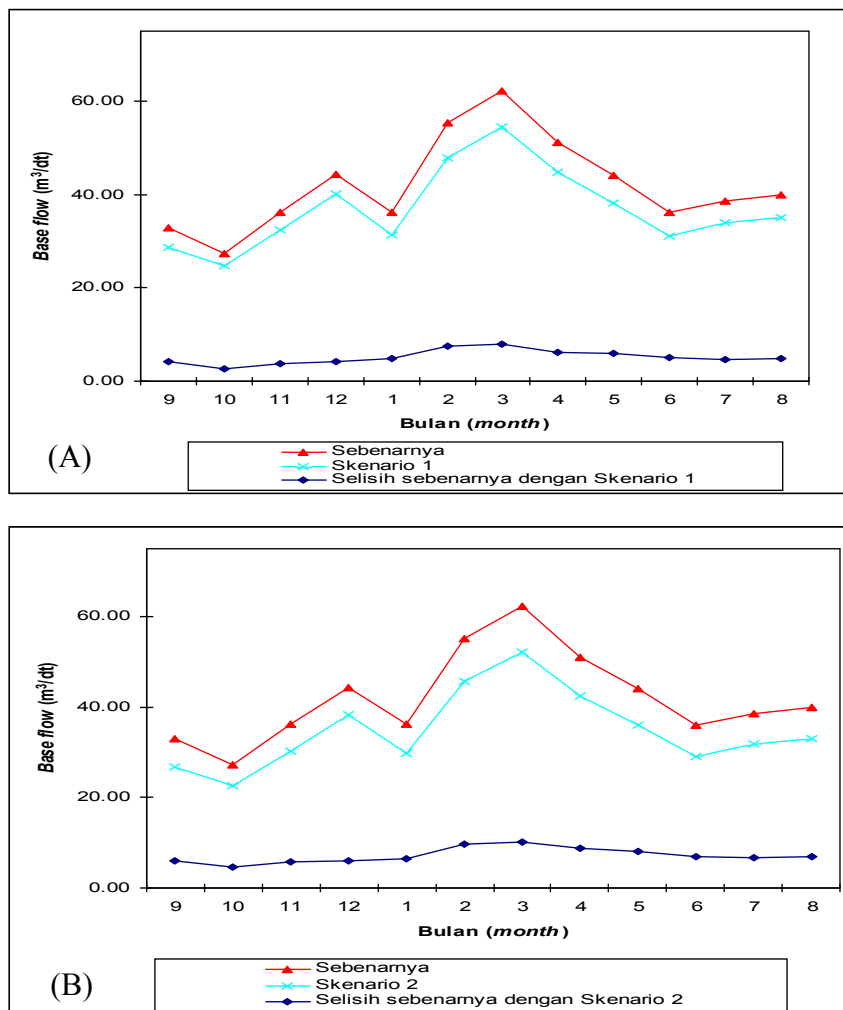 60.00
40.00
20.00
0.00
Base flow (m³/dt)
9 10 11 12 1 2 3 4 5 6 7 8
Bulan (month)
(A)
Sebenarnya
Skenario 1
Selisih sebenarnya dengan Skenario 1
60.00
40.00
20.00
0.00
Base flow (m³/dt)
9 10 11 12 1 2 3 4 5 6 7 8
Bulan (month)
(B)
Sebenarnya
Skenario 2
Selisih sebenarnya dengan Skenario 2